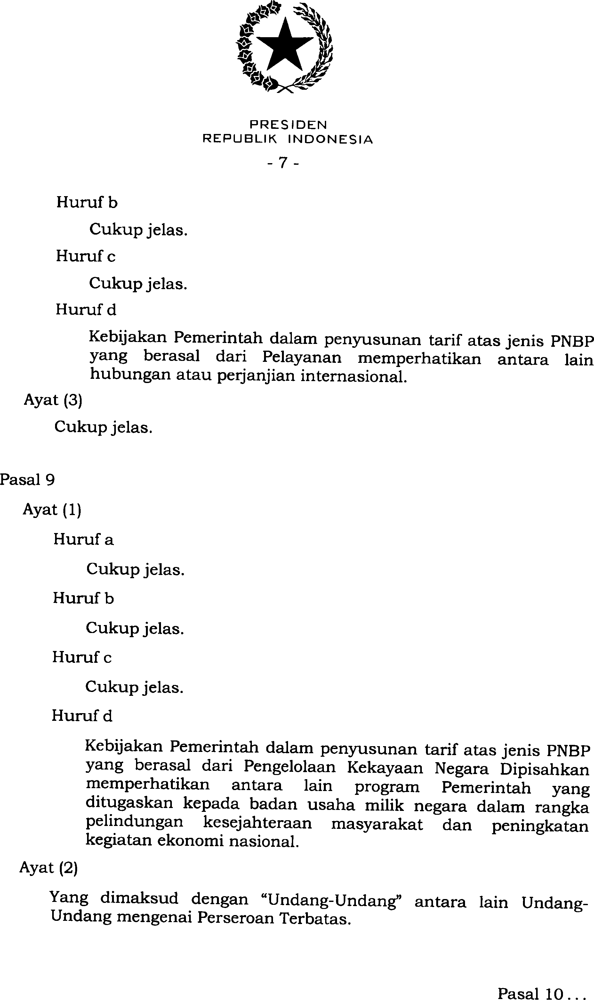 PRESIDEN
REPUBLIK INDONESIA
- 7 -
Huruf b
Cukup jelas.
Huruf c
Cukup jelas.
Huruf d
Kebijakan Pemerintah dalam penyusunan tarif atas jenis PNBP
yang berasal dari Pelayanan memperhatikan antara lain
hubungan atau perjanjian internasional.
Ayat (3)
Cukup jelas.
Pasal 9
Ayat (1)
Huruf a
Cukup jelas.
Huruf b
Cukup jelas.
Huruf c
Cukup jelas.
Huruf d
Kebijakan Pemerintah dalam penyusunan tarif atas jenis PNBP
yang berasal dari Pengelolaan Kekayaan Negara Dipisahkan
memperhatikan antara lain program Pemerintah yang
ditugaskan kepada badan usaha milik negara dalam rangka
pelindungan kesejahteraan masyarakat dan peningkatan
kegiatan ekonomi nasional.
Ayat (2)
Yang dimaksud dengan “Undang-Undang” antara lain Undang-
Undang mengenai Perseroan Terbatas.
Pasal 10 . . .